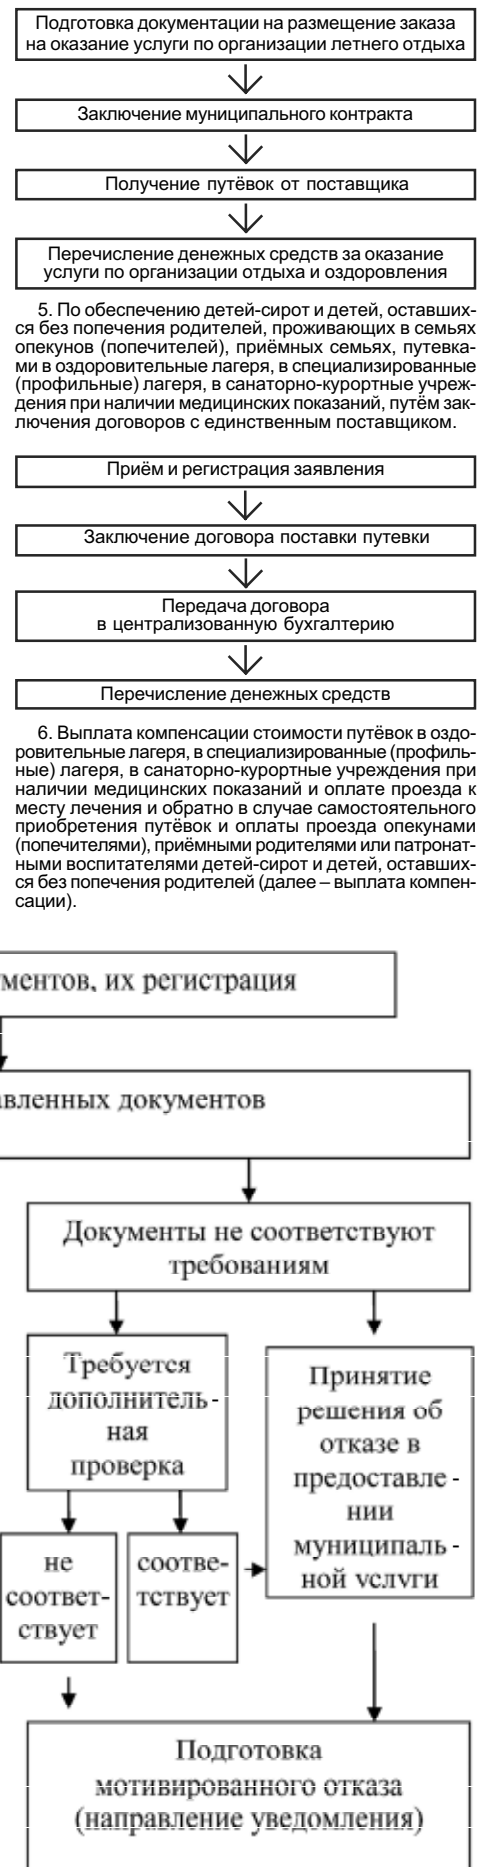 Подготовка документации на размещение заказа
на оказание услуги по организации летнего отдыха
Заключение муниципального контракта
Получение путёвок от поставщика
Перечисление денежных средств за оказание
услуги по организации отдыха и оздоровления
5. По обеспечению детей-сирот и детей, оставших-
ся без попечения родителей, проживающих в семьях
опекунов (попечителей), приёмных семьях, путевка-
ми в оздоровительные лагеря, в специализированные
(профильные) лагеря, в санаторно-курортные учреж-
дения при наличии медицинских показаний, путём зак-
лючения договоров с единственным поставщиком.
Приём и регистрация заявления
Заключение договора поставки путевки
Передача договора
в централизованную бухгалтерию
Перечисление денежных средств
6. Выплата компенсации стоимости путёвок в оздо-
ровительные лагеря, в специализированные (профиль-
ные) лагеря, в санаторно-курортные учреждения при
наличии медицинских показаний и оплате проезда к
месту лечения и обратно в случае самостоятельного
приобретения путёвок и оплаты проезда опекунами
(попечителями), приёмными родителями или патронат-
ными воспитателями детей-сирот и детей, оставших-
ся без попечения родителей (далее – выплата компен-
сации).
ументов, их регистрация
авленных документов
Документы не соответствуют
требованиям
Требуется
дополнитель-
ная
проверка
Принятие
решения об
отказе в
предоставле-
нии
муниципаль-
ной услуги
не
соответ-
ствует
соотве-
тствует
Подготовка
мотивированного отказа
(направление уведомления)